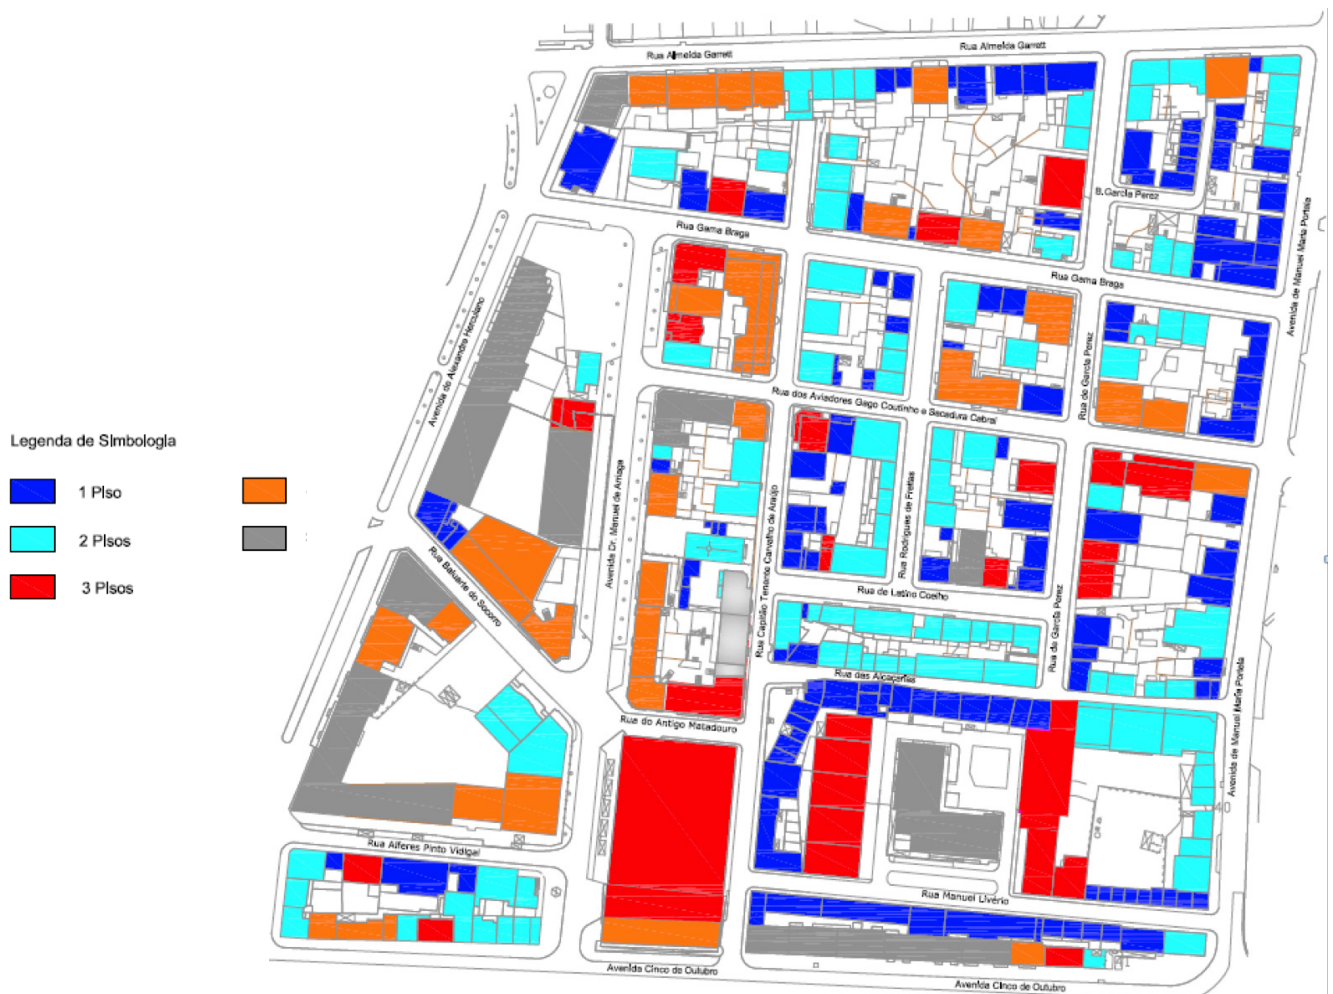 Rua Almeida Garrett
Rua Almeida Garrett
B. García Perez
Rua Gama Braga
Rua Gama Braga
Avenida de Manuel Maria Portela
Avenida de Alexandre Herculano
Rua de García Perez
Rua dos Aviadores Gago Coutinho e Sacadura Cabral
Legenda de Simbologia
1 Piso
2 Pisos
3 Pisos
Avenida Dr. Manuel de Arriaga
Rua Capitão Tenente Carvalho de Araújo
Rua Rodrigues de Freitas
Rua Baluarte do Socorro
Rua de Latino Coelho
Rua de García Perez
Rua das Alcaçarias
Rua do Antigo Matadouro
Avenida de Manuel Maria Portela
40
Rua Alferes Pinto Vidigal
Rua Manuel Livério
Avenida Cinco de Outubro
Avenida Cinco de Outubro